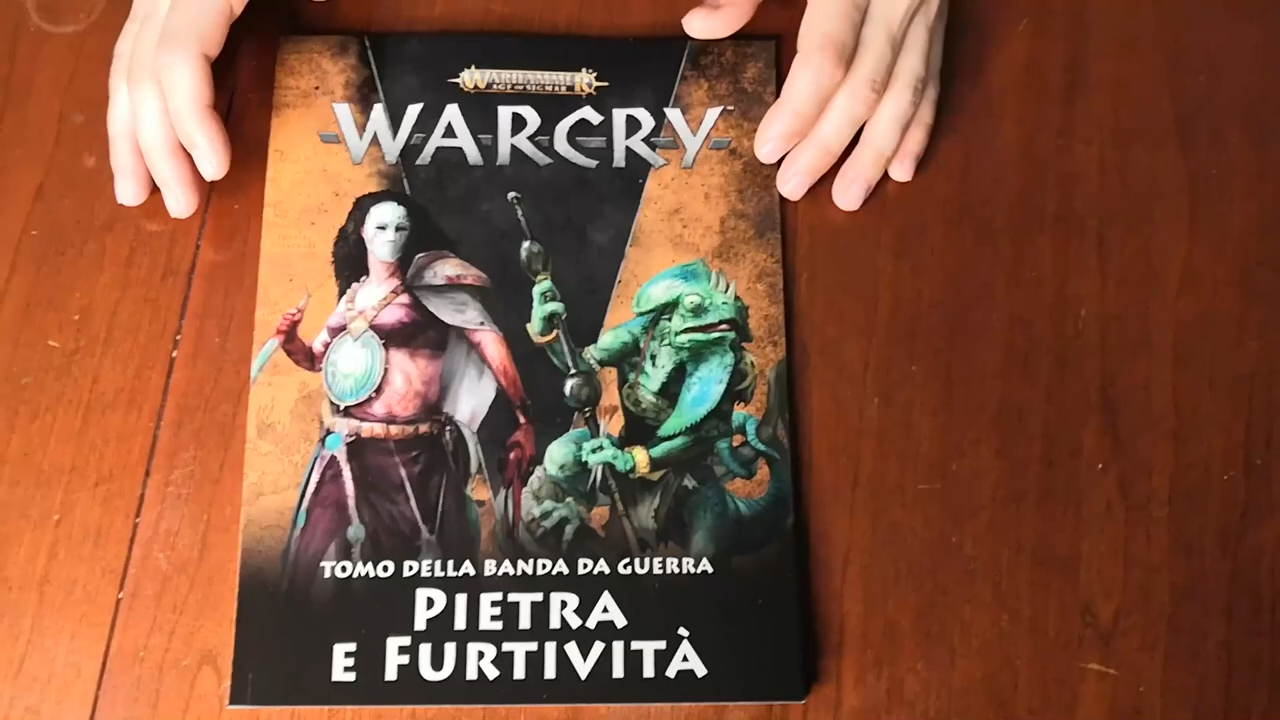 WARHAMMER
AGE OF SIGMAR
WARCRY
TOMO DELLA BANDA DA GUERRA
PIETRA
E FURTIVITÀ